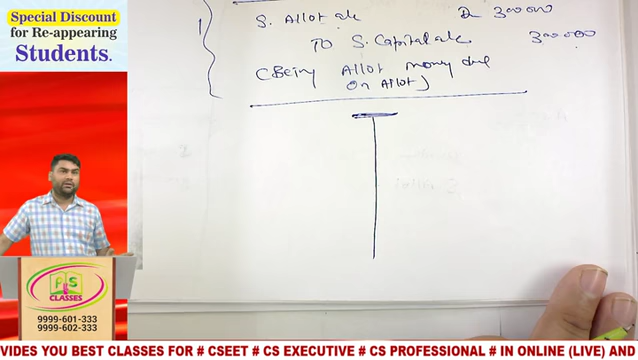 Special Discount
for Re-appearing
Students.
S. Allot a/c Dr 300000
TO S. Capital a/c 300000
(Being Allot money due
on Allot)
PS
CLASSES
9999-601-333
9999-602-333
VIDES YOU BEST CLASSES FOR # CSEET # CS EXECUTIVE # CS PROFESSIONAL # IN ONLINE (LIVE) AND